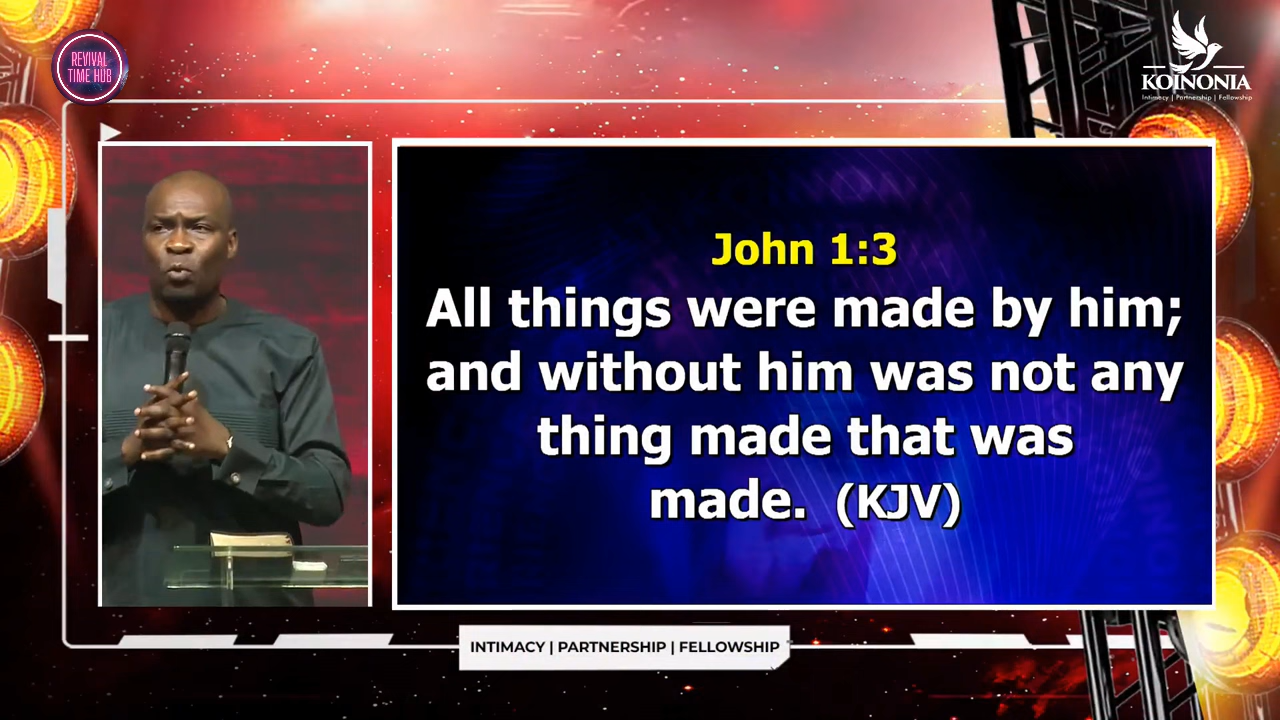 REVIVAL
TIME HUB
KOINONIA
Intimacy | Partnership | Fellowship
John 1:3
All things were made by him;
and without him was not any
thing made that was
made. (KJV)
INTIMACY | PARTNERSHIP | FELLOWSHIP